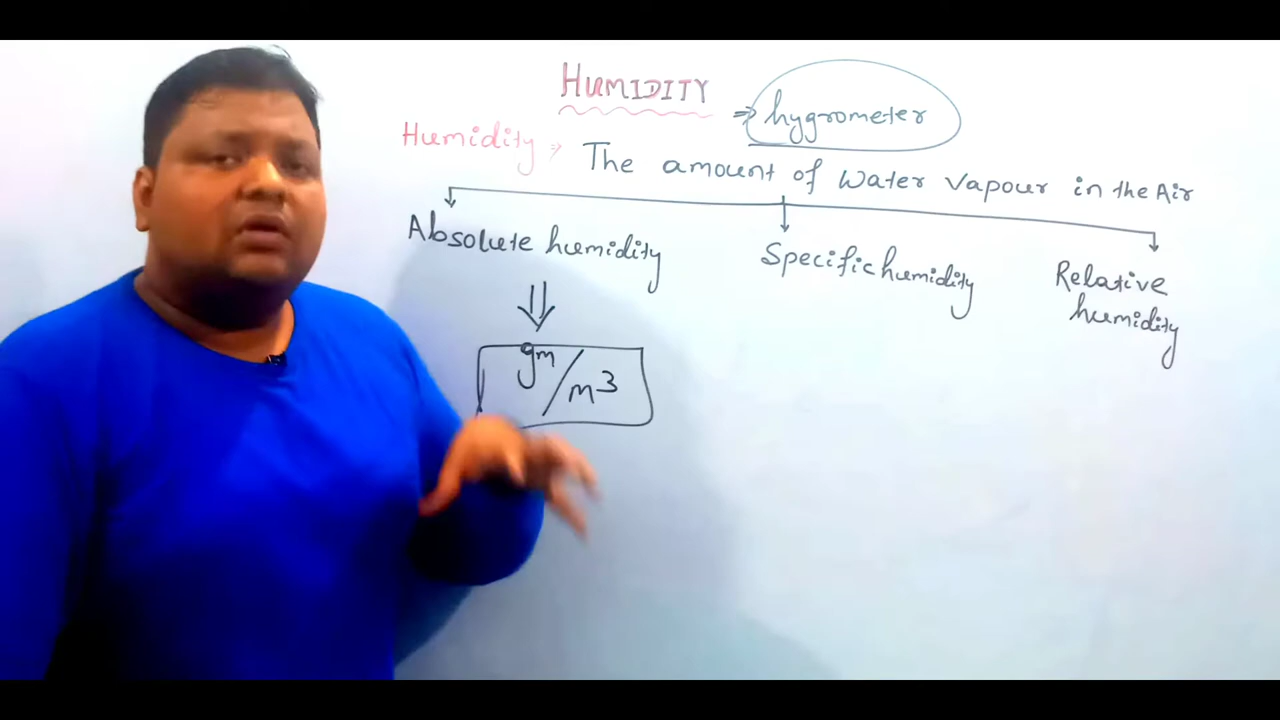 HUMIDITY
⇒ hygrometer
Humidity ⇒ The amount of Water Vapour in the Air
Absolute humidity
Specific humidity
Relative
humidity
gm/m³